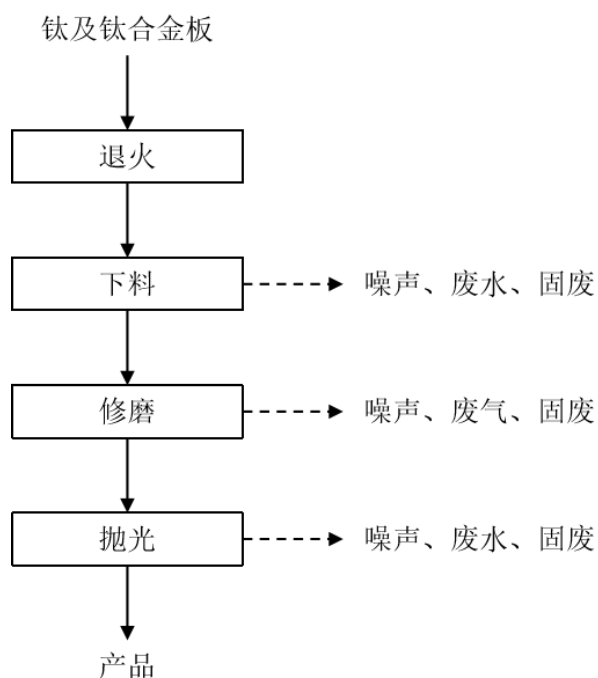 钛及钛合金板
退火
下料
噪声、废水、固废
修磨
噪声、废气、固废
抛光
噪声、废水、固废
产品